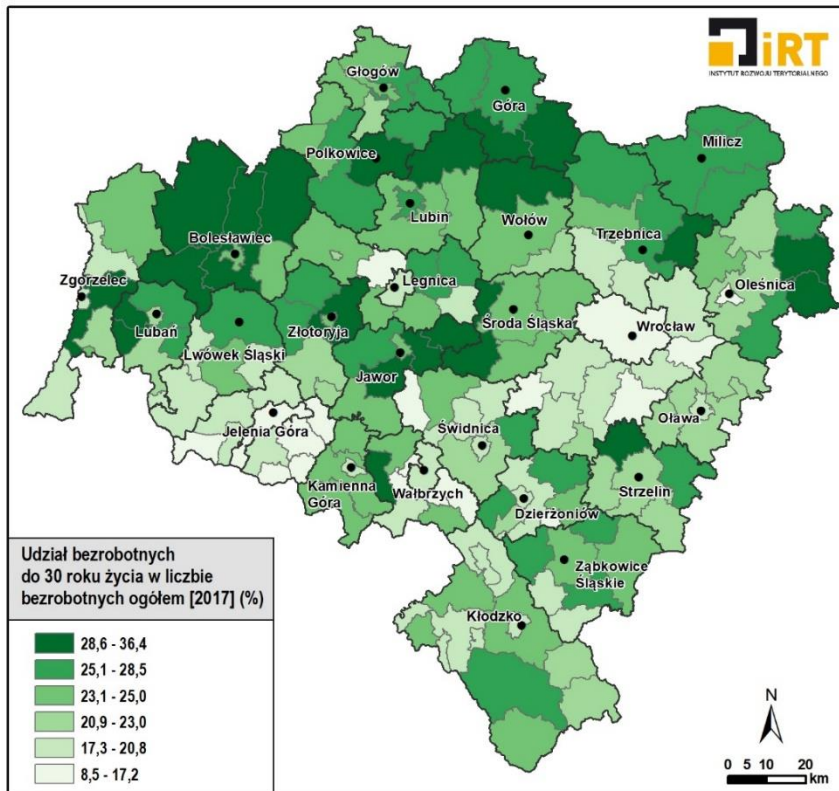 iRT
INSTYTUT ROZWOJU TERYTORIALNEGO
Głogów
Góra
Milicz
Polkowice
Lubin
Wołów
Trzebnica
Bolesławiec
Zgorzelec
Legnica
Oleśnica
Lubań
Złotoryja
Środa Śląska
Wrocław
Lwówek Śląski
Jawor
Jelenia Góra
Świdnica
Oława
Kamienna
Góra
Wałbrzych
Strzelin
Dzierżoniów
Ząbkowice
Śląskie
Kłodzko
Udział bezrobotnych
do 30 roku życia w liczbie
bezrobotnych ogółem [2017] (%)
28,6 - 36,4
25,1 - 28,5
23,1 - 25,0
20,9 - 23,0
17,3 - 20,8
8,5 - 17,2
N
0 5 10 20
km